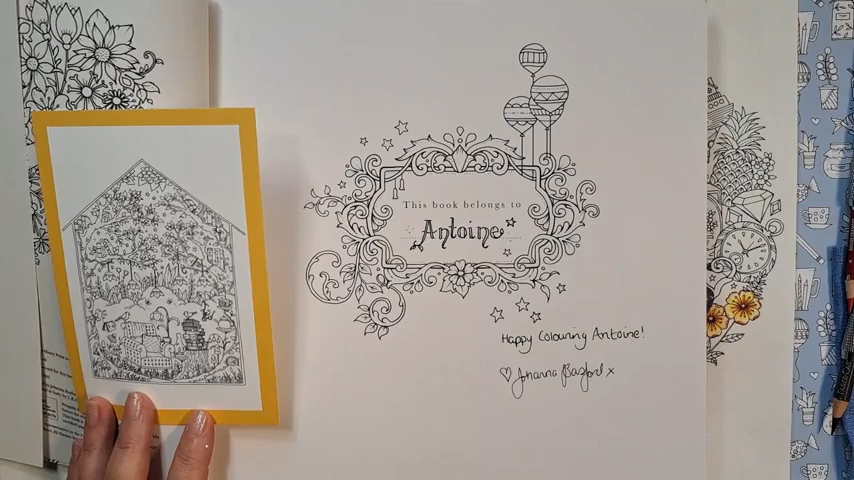 This book belongs to
Antoine
Happy Colouring Antoine!
Johanna Basford x